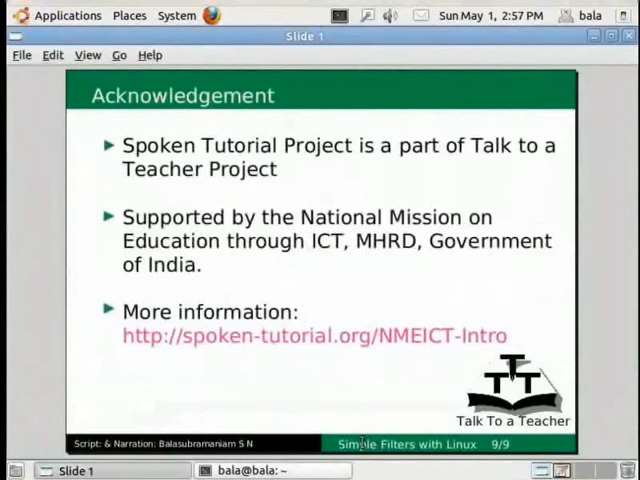 Applications Places System Sun May 1, 2:57 PM bala
Slide 1
File Edit View Go Help
Acknowledgement
Spoken Tutorial Project is a part of Talk to a
Teacher Project
Supported by the National Mission on
Education through ICT, MHRD, Government
of India.
More information:
http://spoken-tutorial.org/NMEICT-Intro
T T T
Talk To a Teacher
Script: & Narration: Balasubramaniam S N Simple Filters with Linux 9/9
Slide 1 bala@bala: ~